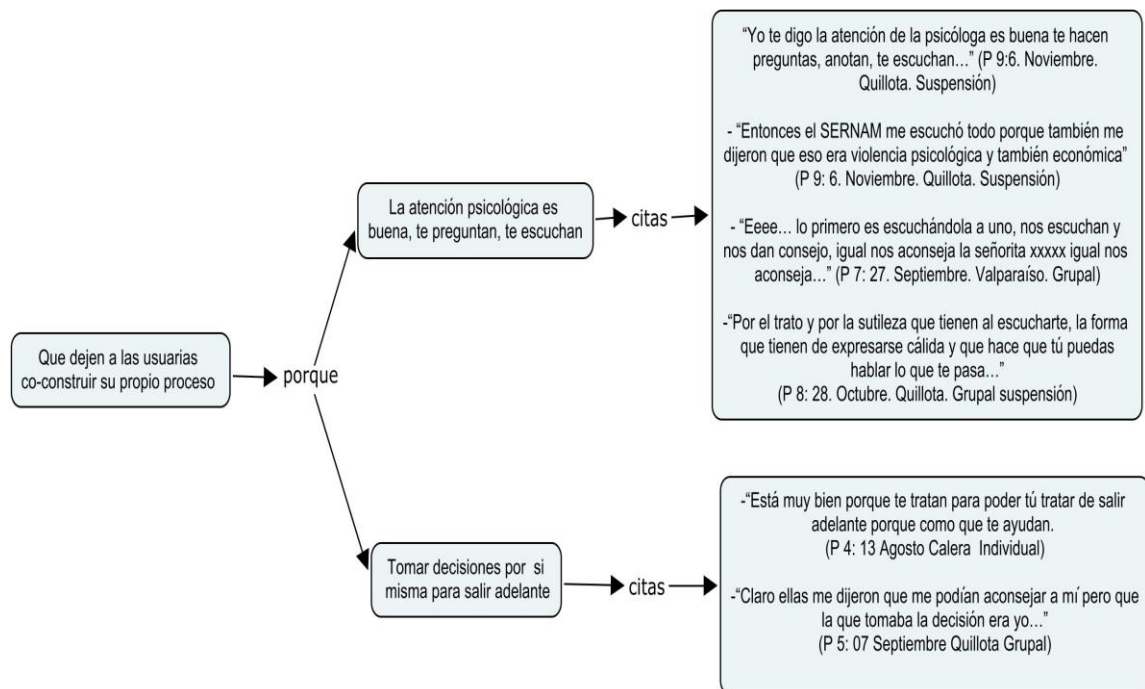 Que dejen a las usuarias
co-construir su propio proceso
porque
La atención psicológica es
buena, te preguntan, te escuchan
citas
“Yo te digo la atención de la psicóloga es buena te hacen
preguntas, anotan, te escuchan…” (P 9:6. Noviembre.
Quillota. Suspensión)
- “Entonces el SERNAM me escuchó todo porque también me
dijeron que eso era violencia psicológica y también económica”
(P 9: 6. Noviembre. Quillota. Suspensión)
- “Eeee… lo primero es escuchándola a uno, nos escuchan y
nos dan consejo, igual nos aconseja la señorita xxxxx igual nos
aconseja…” (P 7: 27. Septiembre. Valparaíso. Grupal)
-“Por el trato y por la sutileza que tienen al escucharte, la forma
que tienen de expresarse cálida y que hace que tú puedas
hablar lo que te pasa…”
(P 8: 28. Octubre. Quillota. Grupal suspensión)
Tomar decisiones por si
misma para salir adelante
citas
-“Está muy bien porque te tratan para poder tú tratar de salir
adelante porque como que te ayudan.
(P 4: 13 Agosto Calera Individual)
-“Claro ellas me dijeron que me podían aconsejar a mí pero que
la que tomaba la decisión era yo…”
(P 5: 07 Septiembre Quillota Grupal)